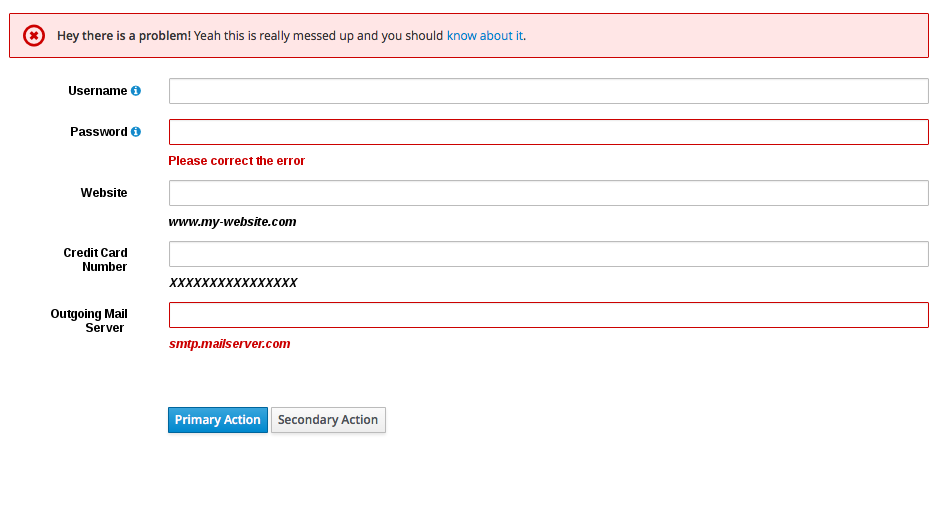 Hey there is a problem! Yeah this is really messed up and you should know about it.
Username
Password
Please correct the error
Website
www.my-website.com
Credit Card
Number
XXXXXXXXXXXXXXXX
Outgoing Mail
Server
smtp.mailserver.com
Primary Action Secondary Action